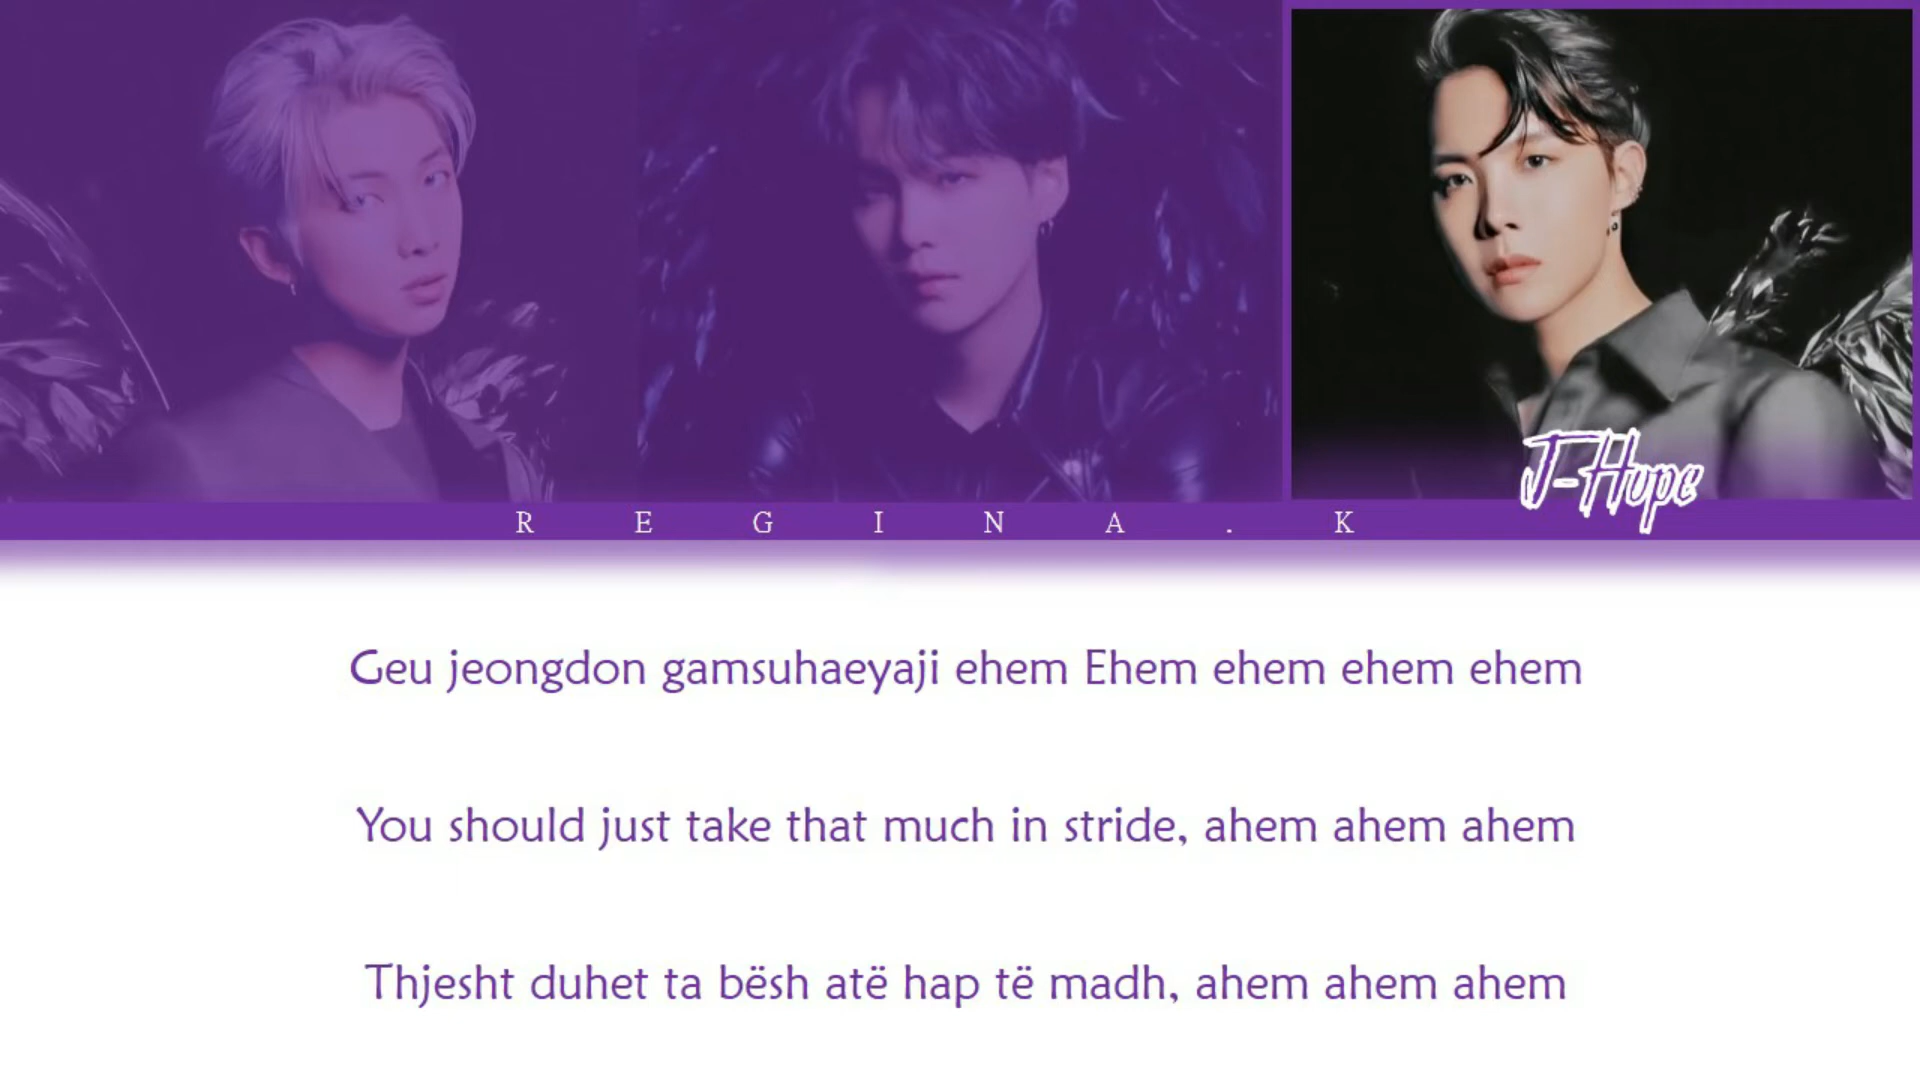 J-Hope
R E G I N A . K
Geu jeongdon gamsuhaeyaji ehem Ehem ehem ehem ehem
You should just take that much in stride, ahem ahem ahem
Thjesht duhet ta bësh atë hap të madh, ahem ahem ahem